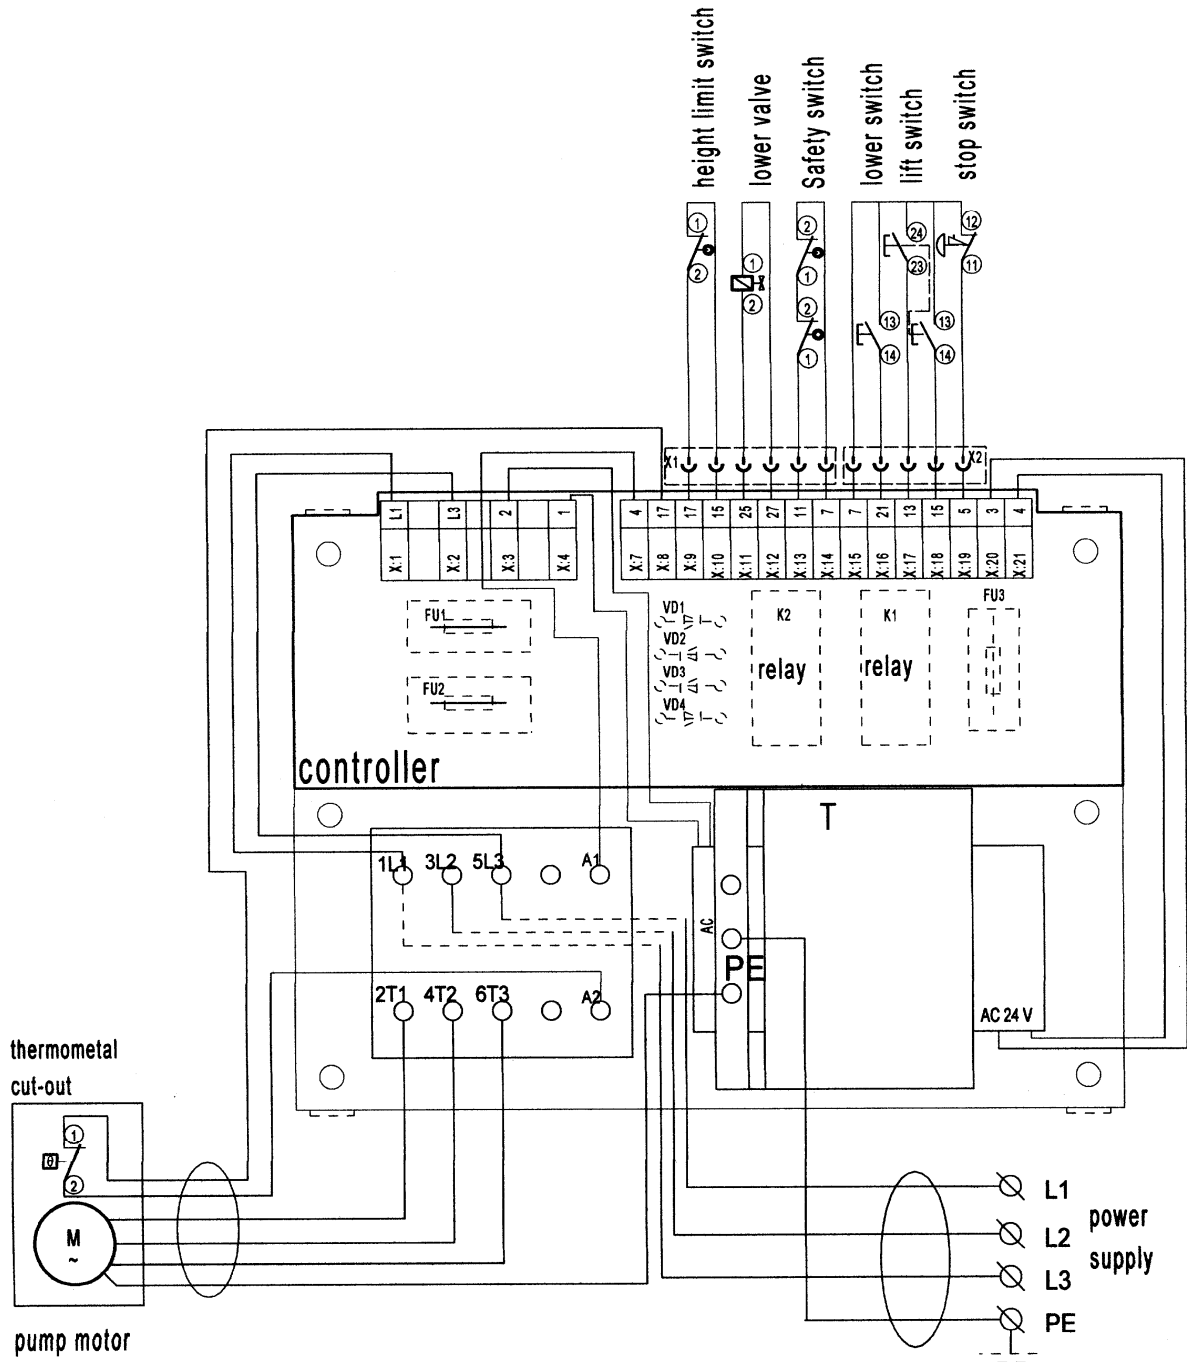 height limit switch
lower valve
Safety switch
lower switch
lift switch
stop switch
1
2
1
2
2
1
2
1
13
14
24
23
13
14
12
11
X1
X2
L1
L3
2
1
4
17
17
15
25
27
11
7
7
21
13
15
5
3
4
X:1
X:2
X:3
X:4
X:7
X:8
X:9
X:10
X:11
X:12
X:13
X:14
X:15
X:16
X:17
X:18
X:19
X:20
X:21
FU1
FU2
VD1
VD2
VD3
VD4
K2
relay
K1
relay
FU3
controller
T
1L1
3L2
5L3
A1
AC
PE
2T1
4T2
6T3
A2
AC 24 V
thermometal
cut-out
1
θ
2
M
~
pump motor
L1
L2
L3
PE
power
supply